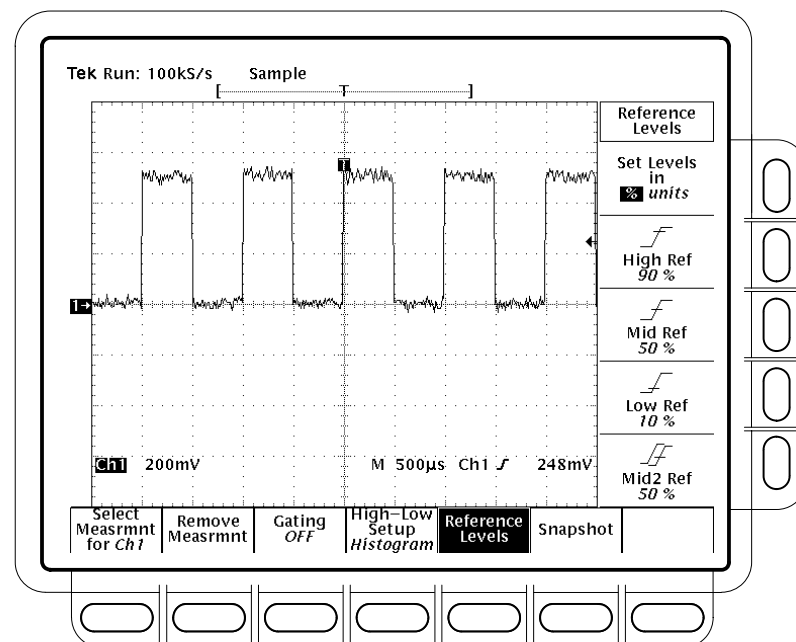 Tek Run: 100kS/s Sample
[ T ]
T
1→
Ch1 200mV M 500µs Ch1 248mV
Reference
Levels
Set Levels
in
% units
High Ref
90 %
Mid Ref
50 %
Low Ref
10 %
Mid2 Ref
50 %
Select
Measrmnt
for Ch1
Remove
Measrmnt
Gating
OFF
High–Low
Setup
Histogram
Reference
Levels
Snapshot